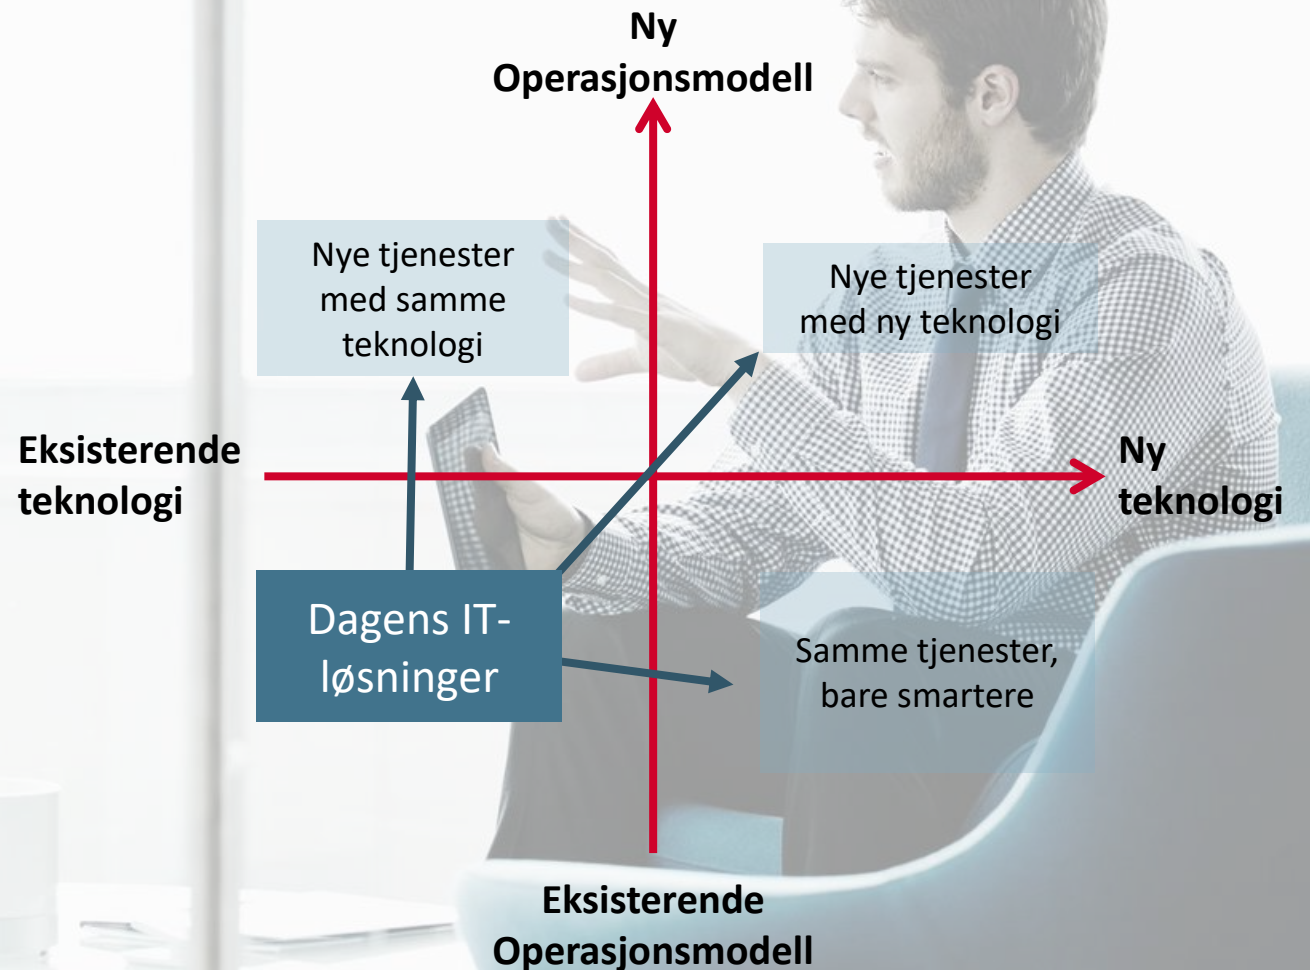 Ny
Operasjonsmodell
Nye tjenester
med samme
teknologi
Nye tjenester
med ny teknologi
Eksisterende
teknologi
Ny
teknologi
Dagens IT-
løsninger
Samme tjenester,
bare smartere
Eksisterende
Operasjonsmodell